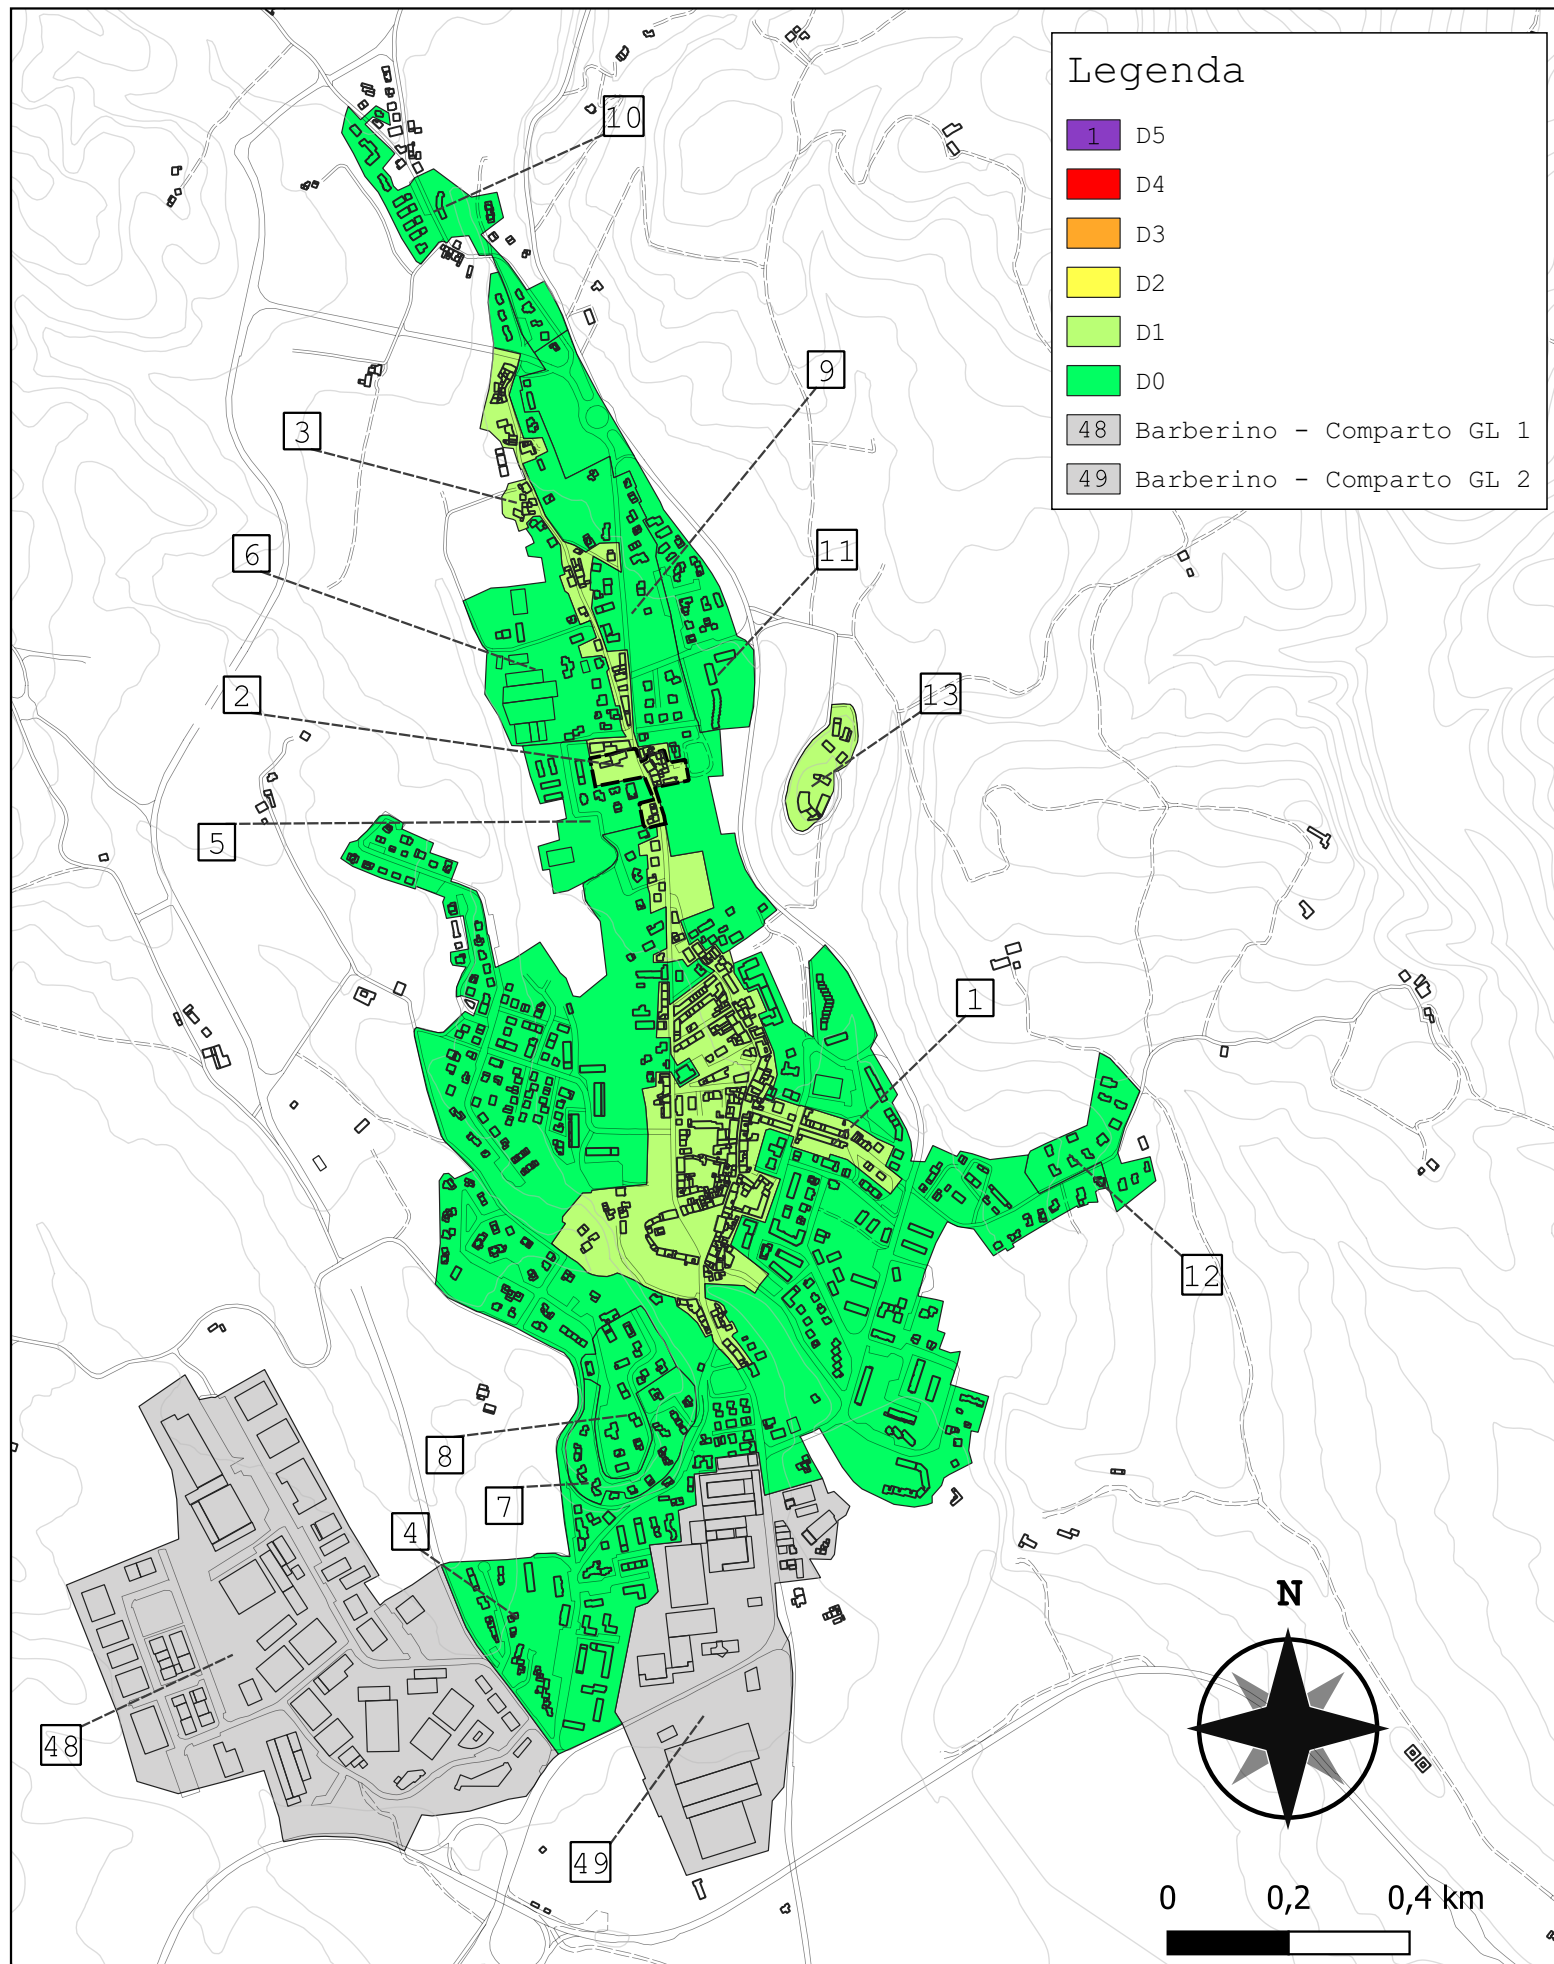 Legenda
1 D5
D4
D3
D2
D1
D0
48 Barberino - Comparto GL 1
49 Barberino - Comparto GL 2
10
9
3
11
6
2
13
5
1
12
8
7
4
48
49
N
0 0,2 0,4 km